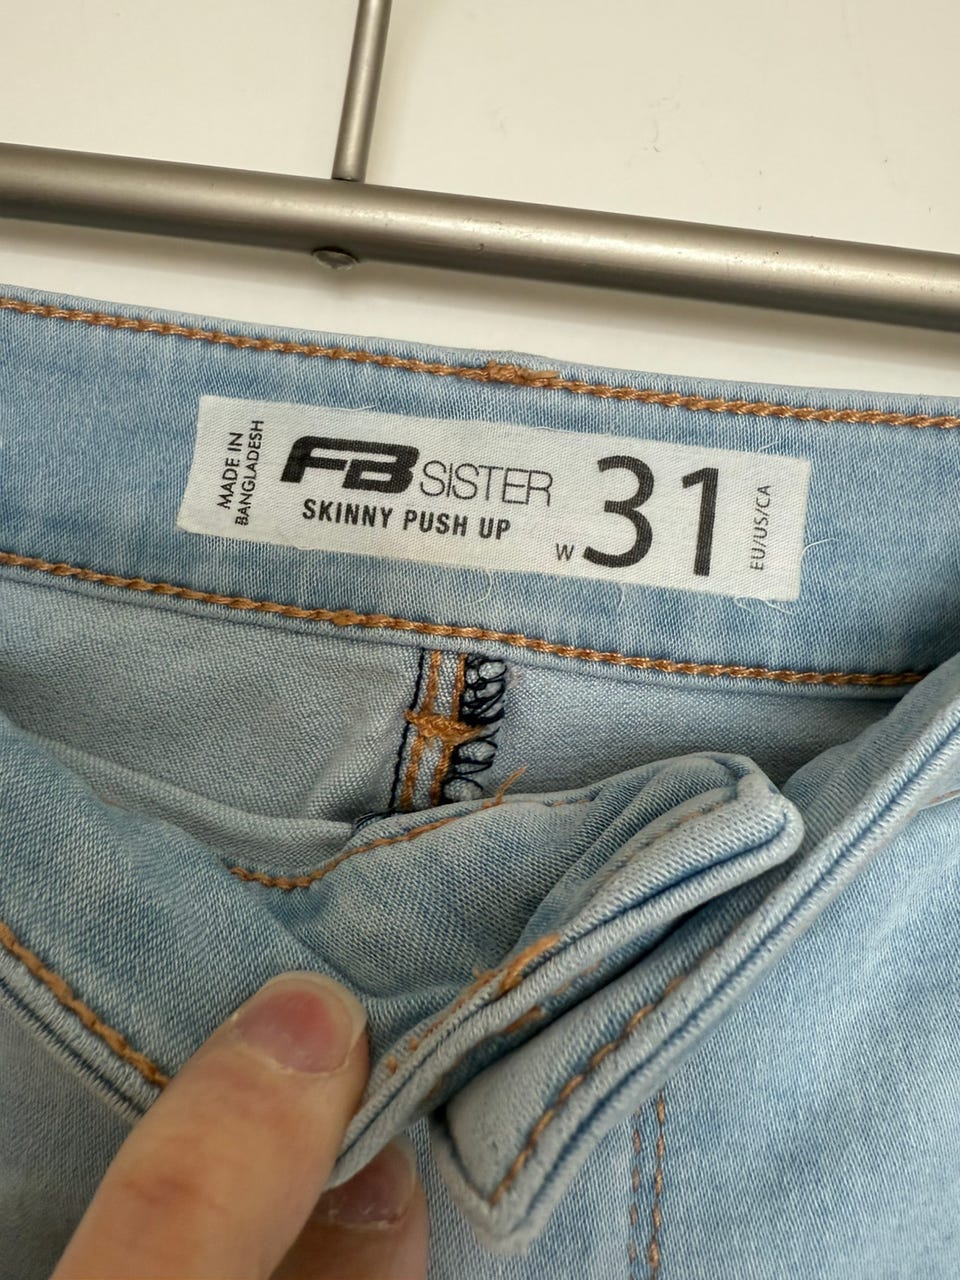 MADE IN
BANGLADESH
FB SISTER
SKINNY PUSH UP
W 31
EU/US/CA